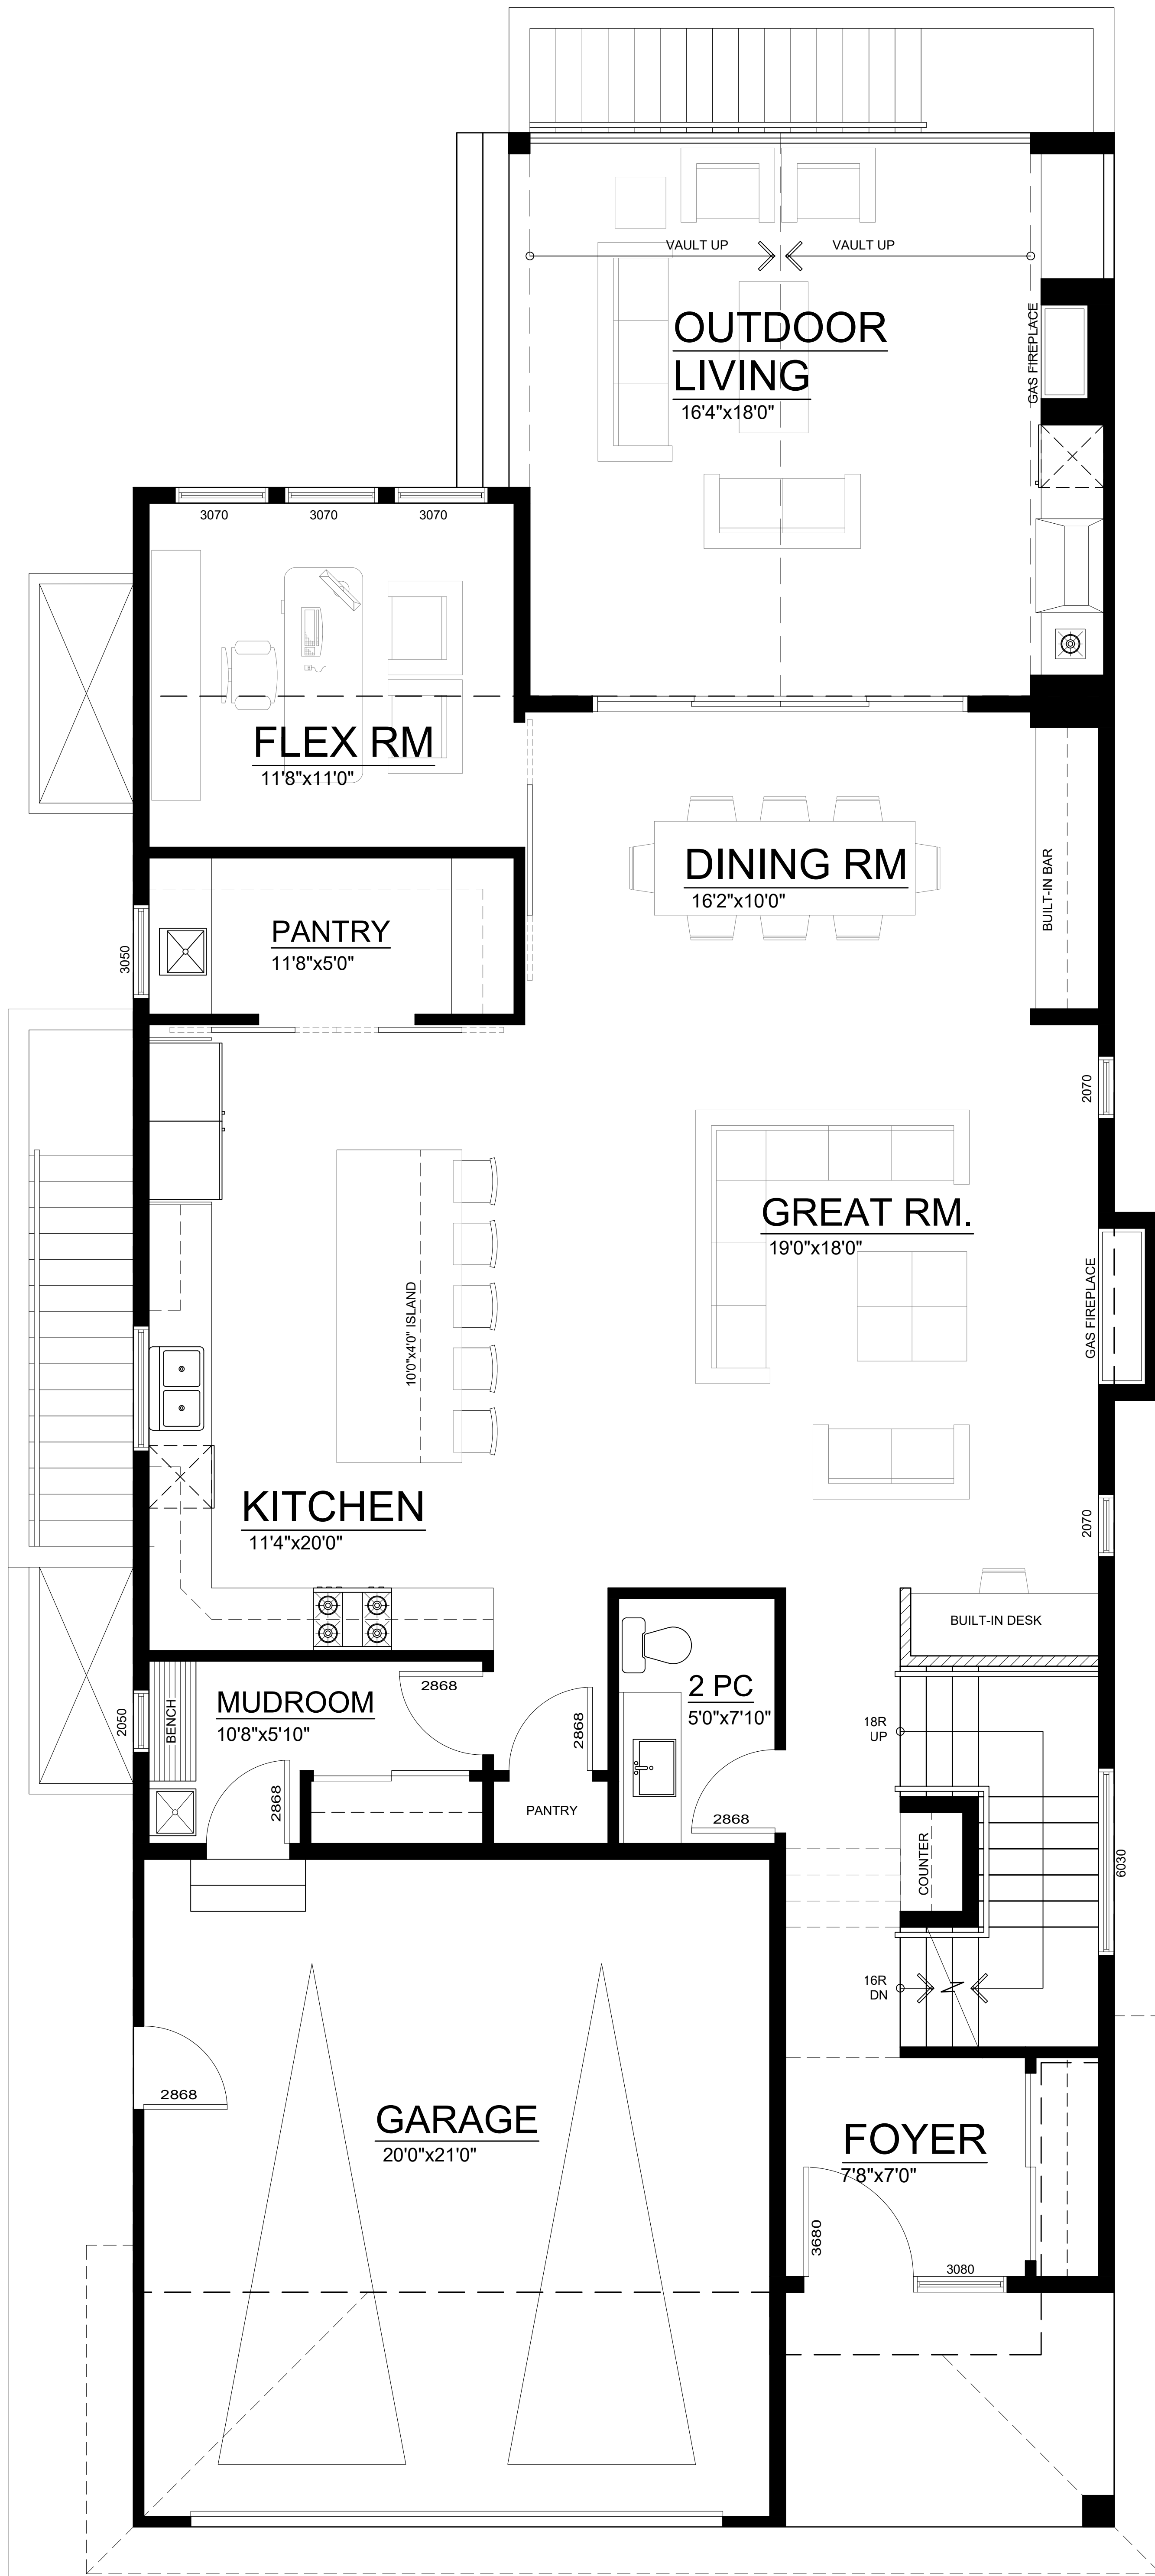 VAULT UP
VAULT UP
OUTDOOR
LIVING
16'4"x18'0"
GAS FIREPLACE
3070
3070
3070
FLEX RM
11'8"x11'0"
DINING RM
16'2"x10'0"
BUILT-IN BAR
PANTRY
11'8"x5'0"
3050
2070
GREAT RM.
19'0"x18'0"
10'0"x4'0" ISLAND
GAS FIREPLACE
KITCHEN
11'4"x20'0"
2070
BUILT-IN DESK
2 PC
5'0"x7'10"
MUDROOM
10'8"x5'10"
BENCH
2050
2868
2868
2868
PANTRY
2868
18R
UP
COUNTER
6030
16R
DN
2868
GARAGE
20'0"x21'0"
FOYER
7'8"x7'0"
3680
3080